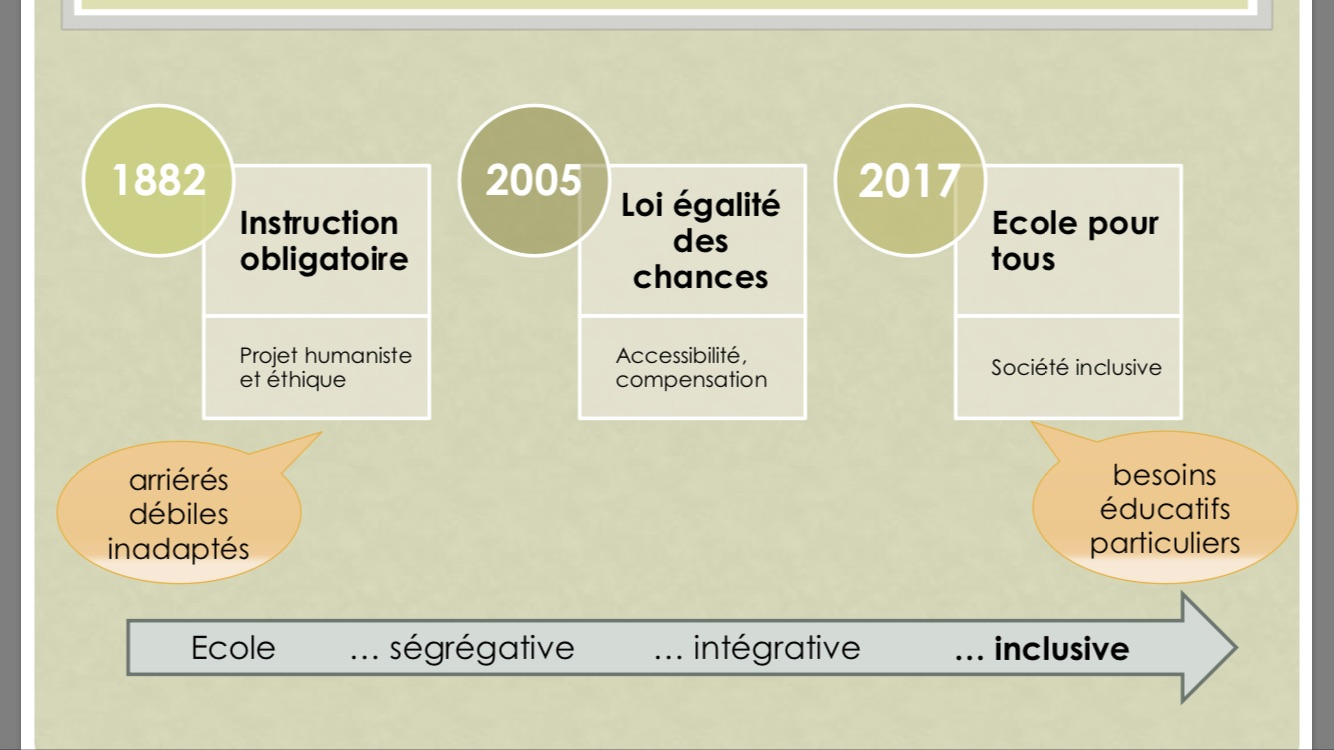 1882
Instruction
obligatoire
Projet humaniste
et éthique
2005
Loi égalité
des
chances
Accessibilité,
compensation
2017
Ecole pour
tous
Société inclusive
arriérés
débiles
inadaptés
besoins
éducatifs
particuliers
Ecole … ségrégative … intégrative … inclusive